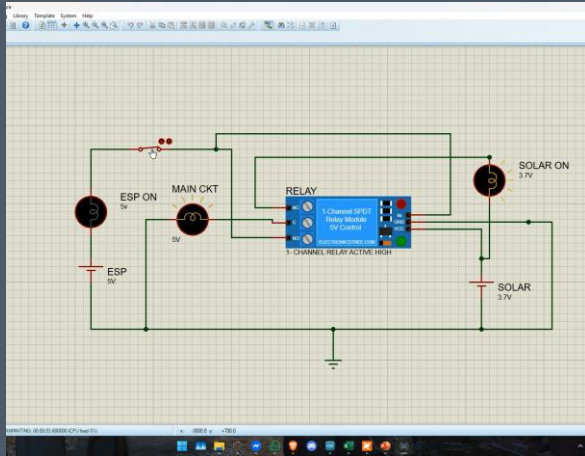 Library Template System Help
SOLAR ON
3.7V
ESP ON
5v
MAIN CKT
5V
RELAY
1-Channel SPDT
Relay Module
5V Control
IN
GND
VCC
NC
C
NO
ELECTRONICSTREE.COM
1- CHANNEL RELAY ACTIVE HIGH
ESP
5V
SOLAR
3.7V